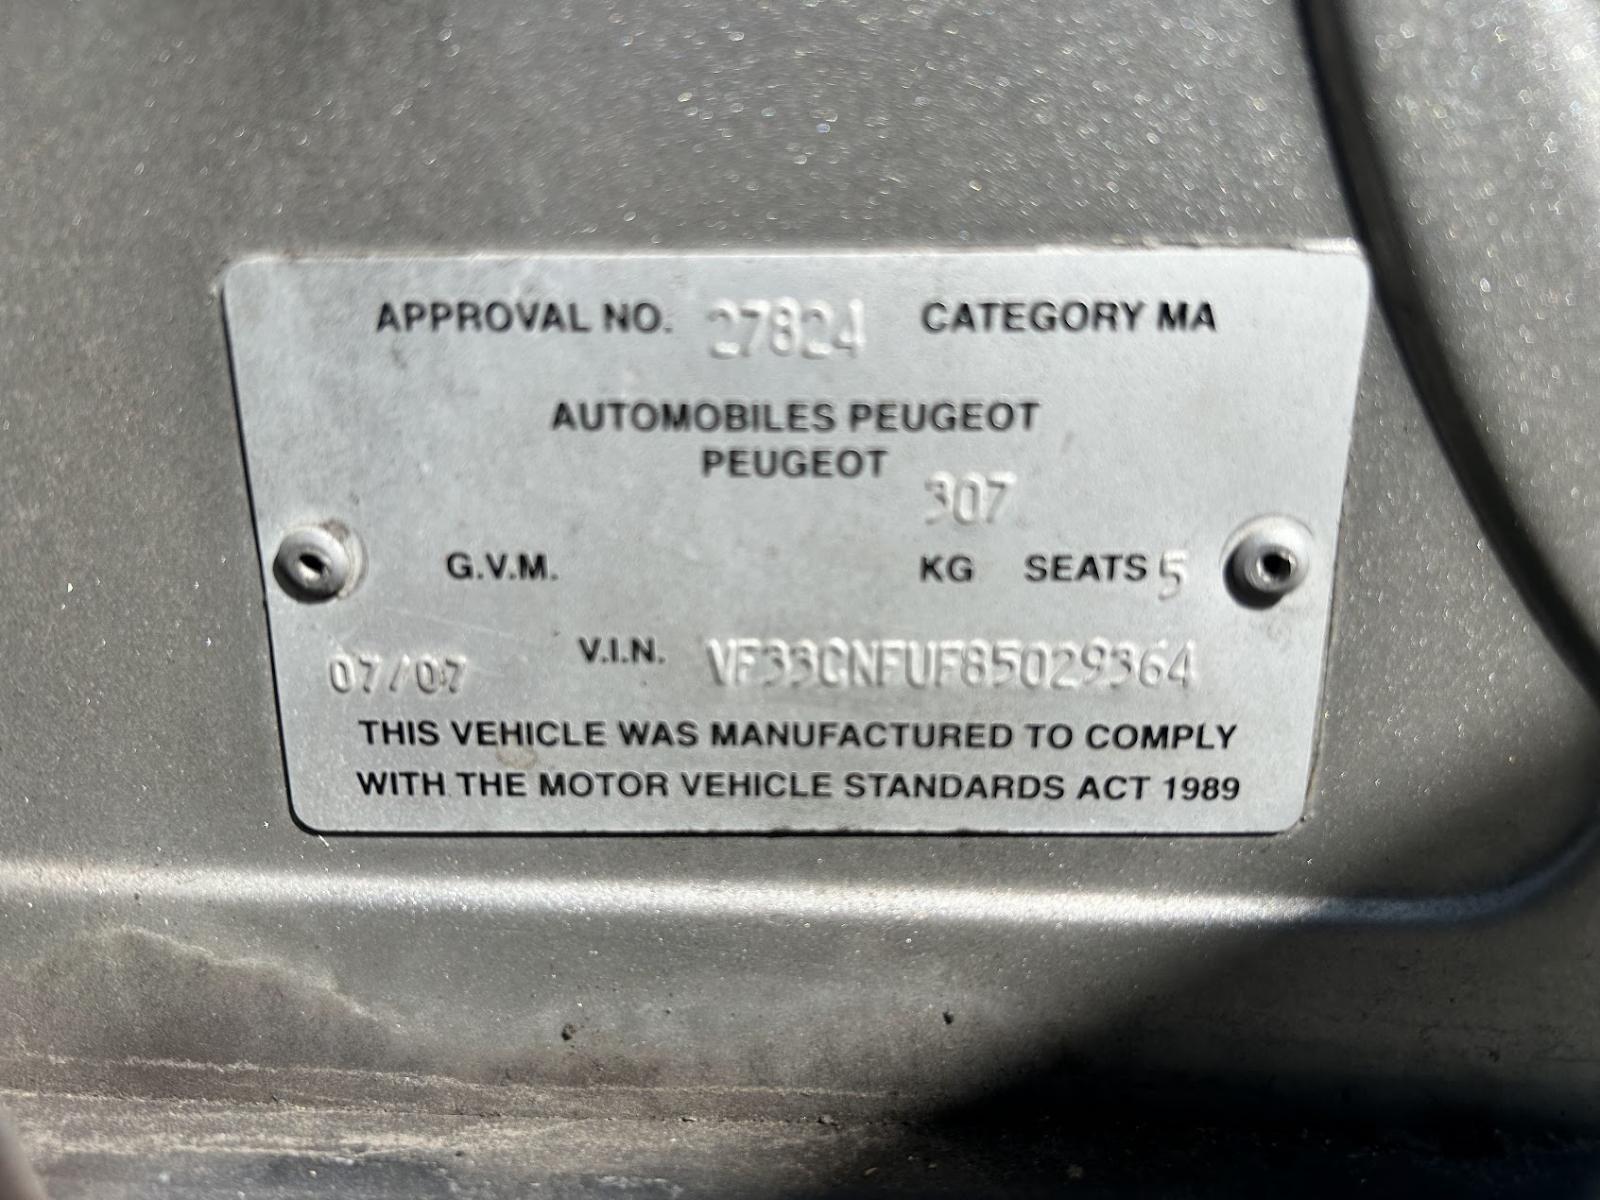 APPROVAL NO. 27824 CATEGORY MA
AUTOMOBILES PEUGEOT
PEUGEOT
307
G.V.M. KG SEATS 5
07/07 V.I.N. VF33CNFUF85029364
THIS VEHICLE WAS MANUFACTURED TO COMPLY
WITH THE MOTOR VEHICLE STANDARDS ACT 1989